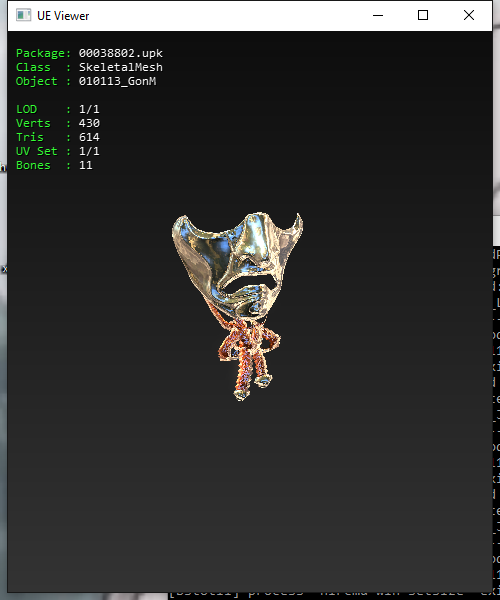 UE Viewer
Package: 00038802.upk
Class : SkeletalMesh
Object : 010113_GonM
LOD : 1/1
Verts : 430
Tris : 614
UV Set : 1/1
Bones : 11